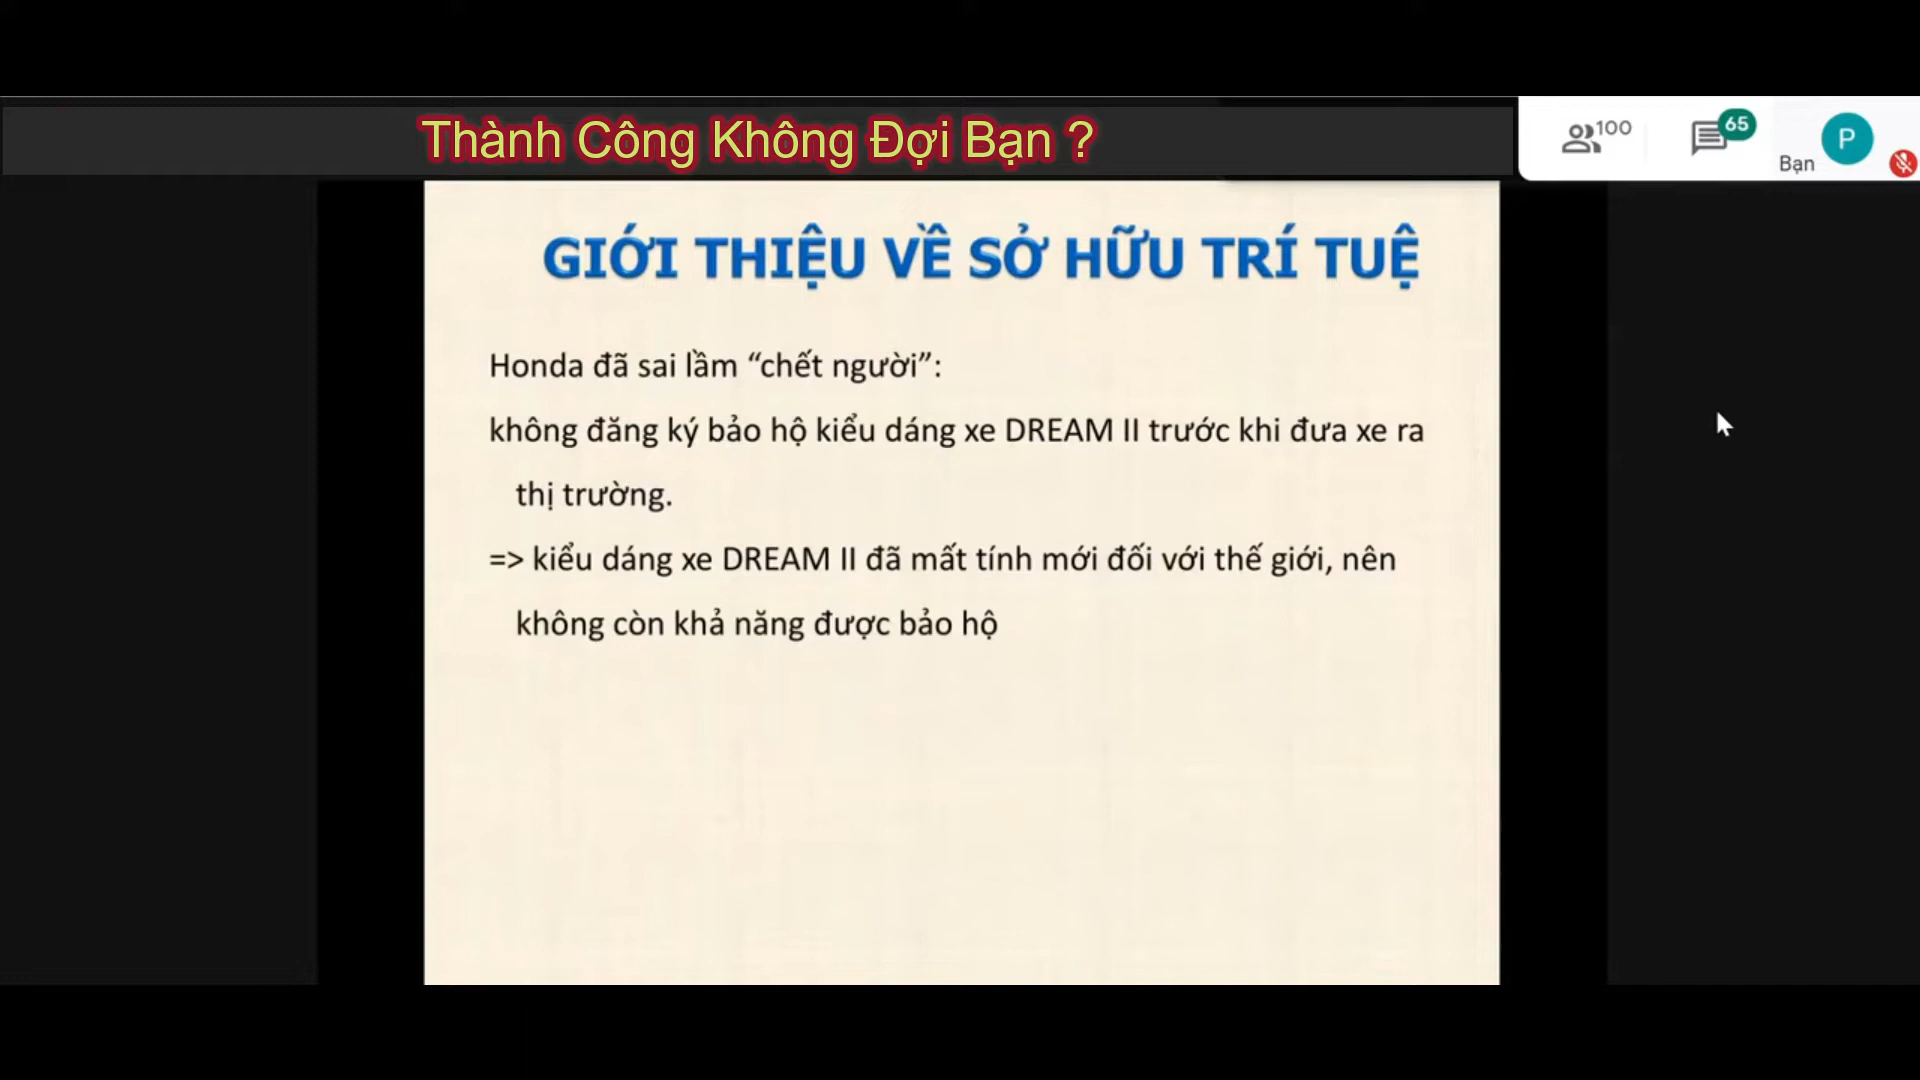 Thành Công Không Đợi Bạn ?
100
65
P
Bạn
GIỚI THIỆU VỀ SỞ HỮU TRÍ TUỆ
Honda đã sai lầm “chết người”:
không đăng ký bảo hộ kiểu dáng xe DREAM II trước khi đưa xe ra
thị trường.
=> kiểu dáng xe DREAM II đã mất tính mới đối với thế giới, nên
không còn khả năng được bảo hộ